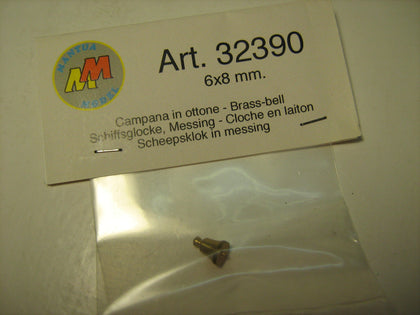 MANTUA
MM
MODEL
Art. 32390
6x8 mm.
Campana in ottone - Brass-bell
Schiffsglocke, Messing - Cloche en laiton
Scheepsklok in messing